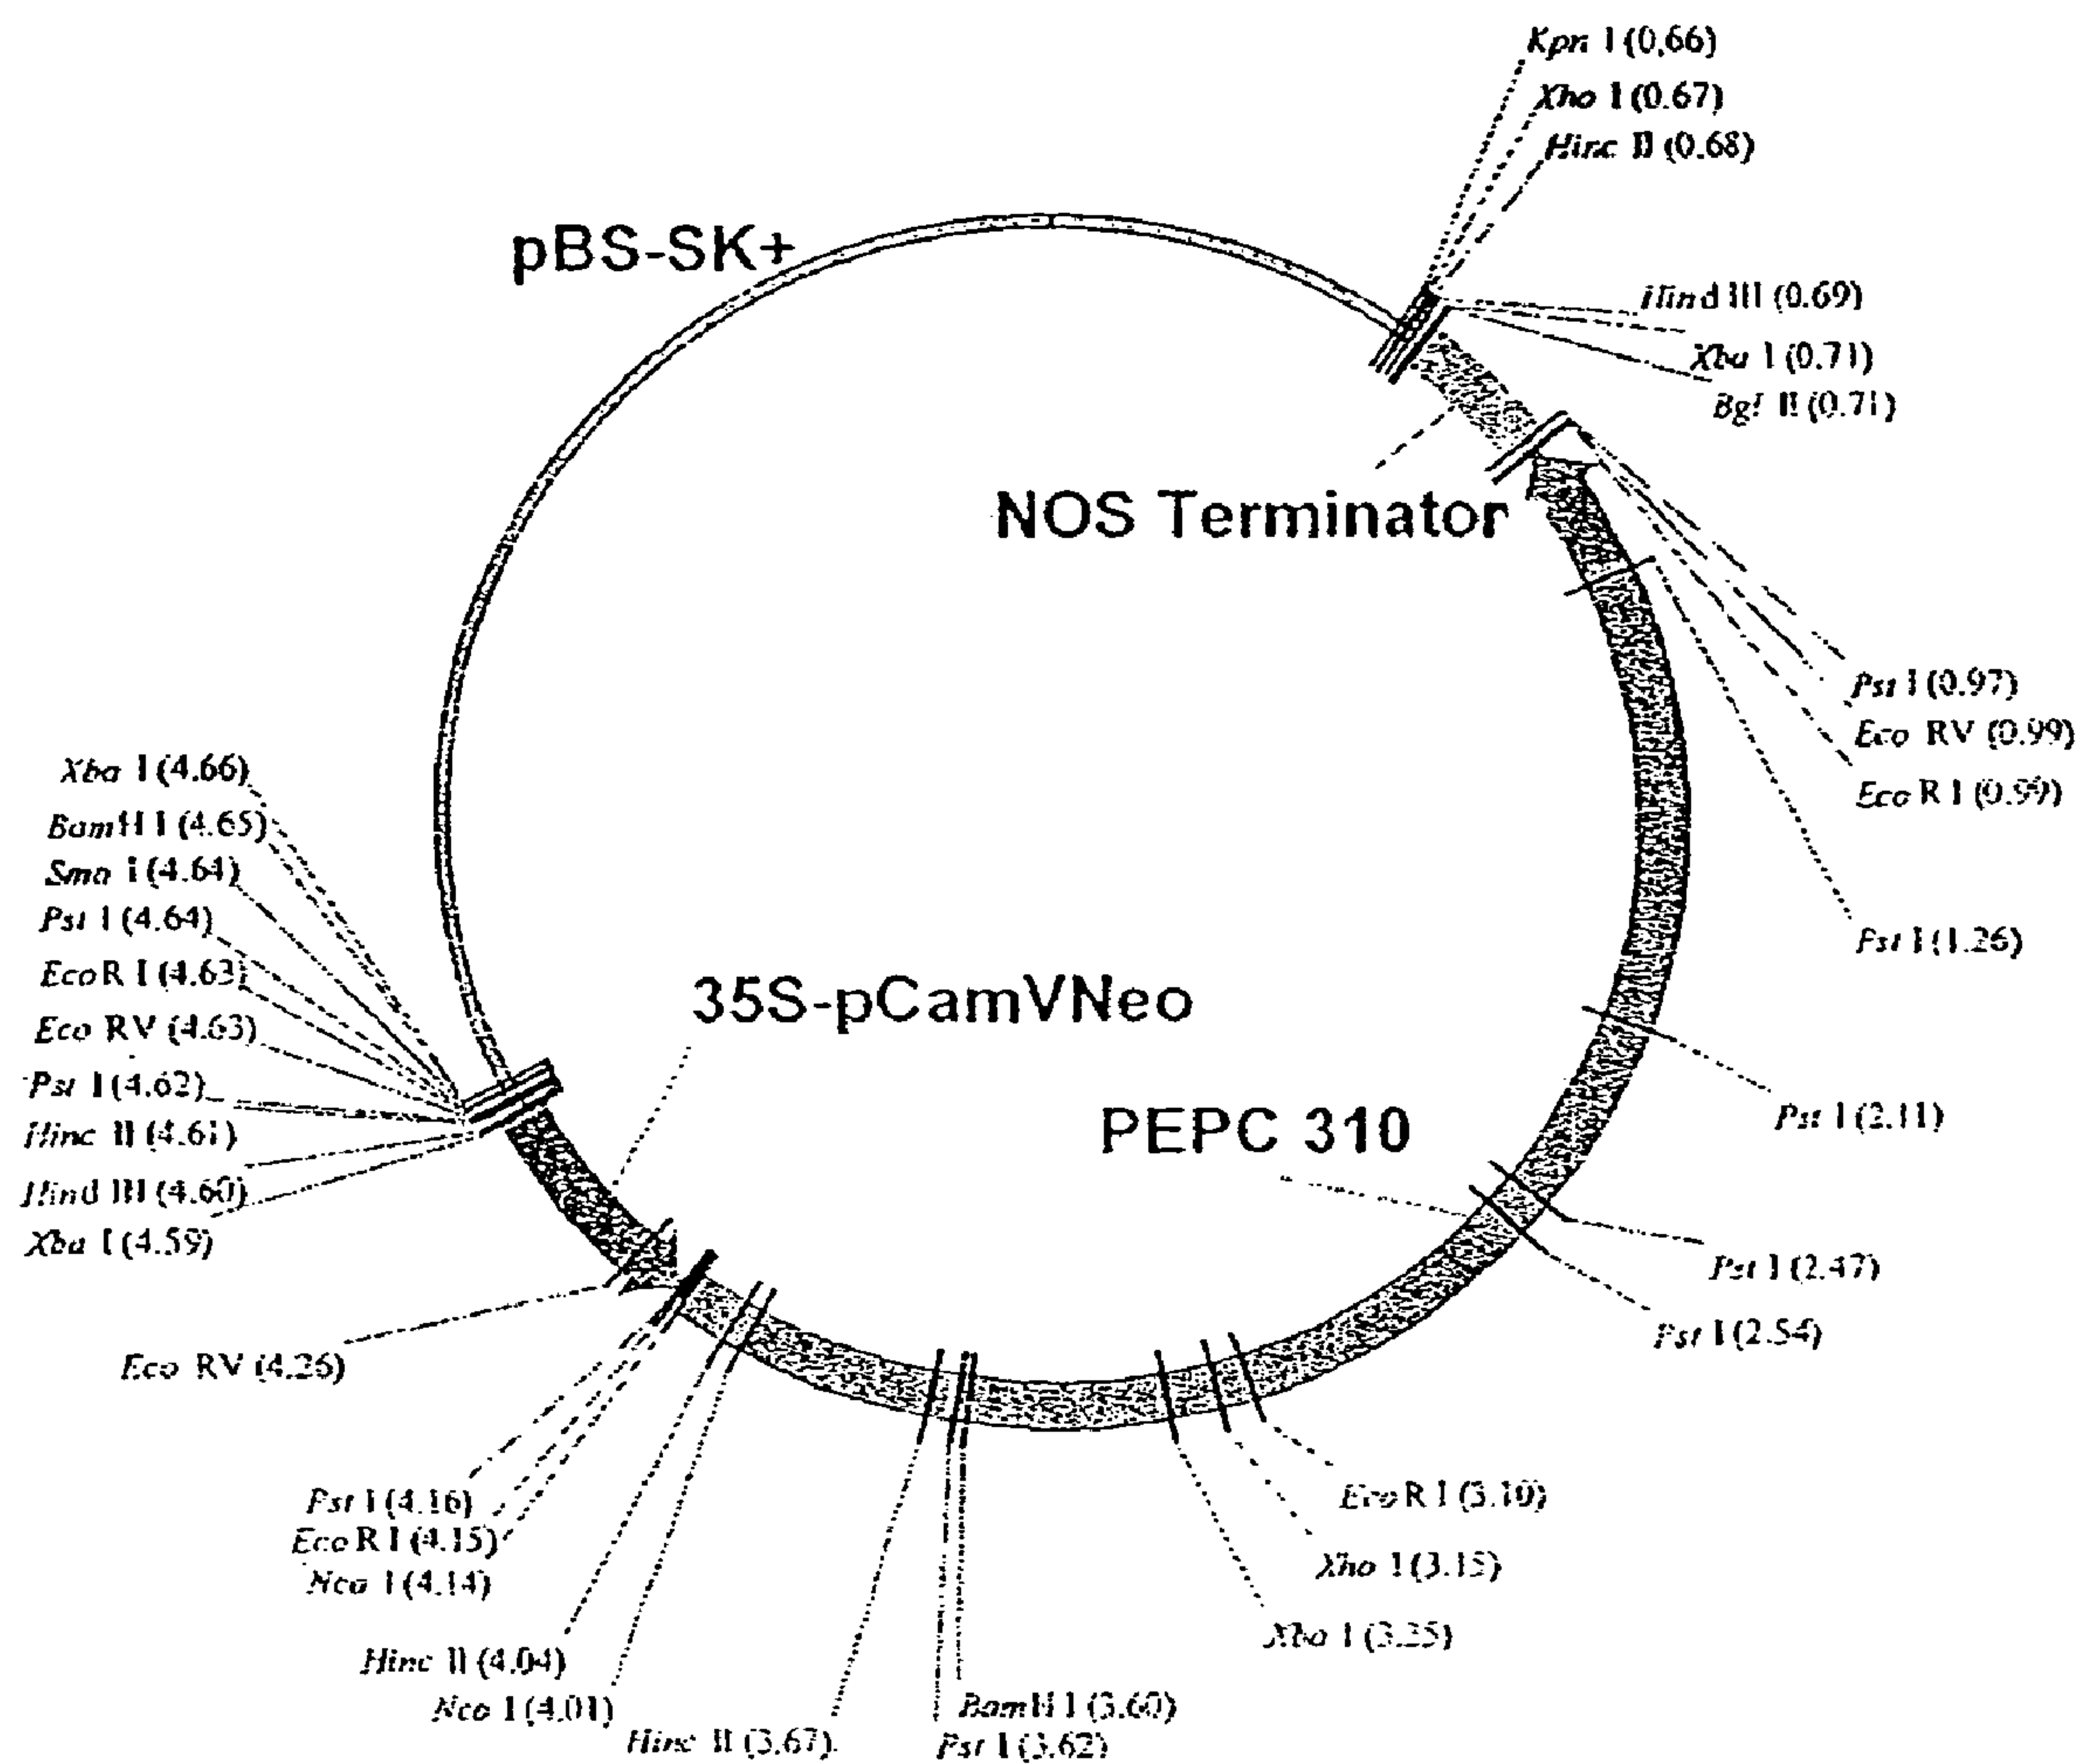 Kpn I (0,66)
Xho I (0.67)
Hinc II (0.68)
pBS-SK+
Hind III (0.69)
Xba I (0.71)
Bgl II (0.71)
NOS Terminator
Pst I (0.97)
Eco RV (0.99)
EcoR I (0.99)
Pst I (1.26)
Xba I (4.66)
BamH I (4.65)
Sma I (4.64)
Pst I (4.64)
EcoR I (4.63)
Eco RV (4.63)
Pst I (4.62)
Hinc II (4.61)
Hind III (4.60)
Xba I (4.59)
35S-pCamVNeo
PEPC 310
Pst I (2.11)
Pst I (2.47)
Pst I (2.54)
Eco RV (4.26)
Pst I (4.16)
EcoR I (4.15)
Nco I (4.14)
EcoR I (3.10)
Xho I (3.15)
Xba I (3.25)
Hinc II (4.04)
Nco I (4.01)
Hinc II (3.67)
BamH I (3.60)
Pst I (3.62)